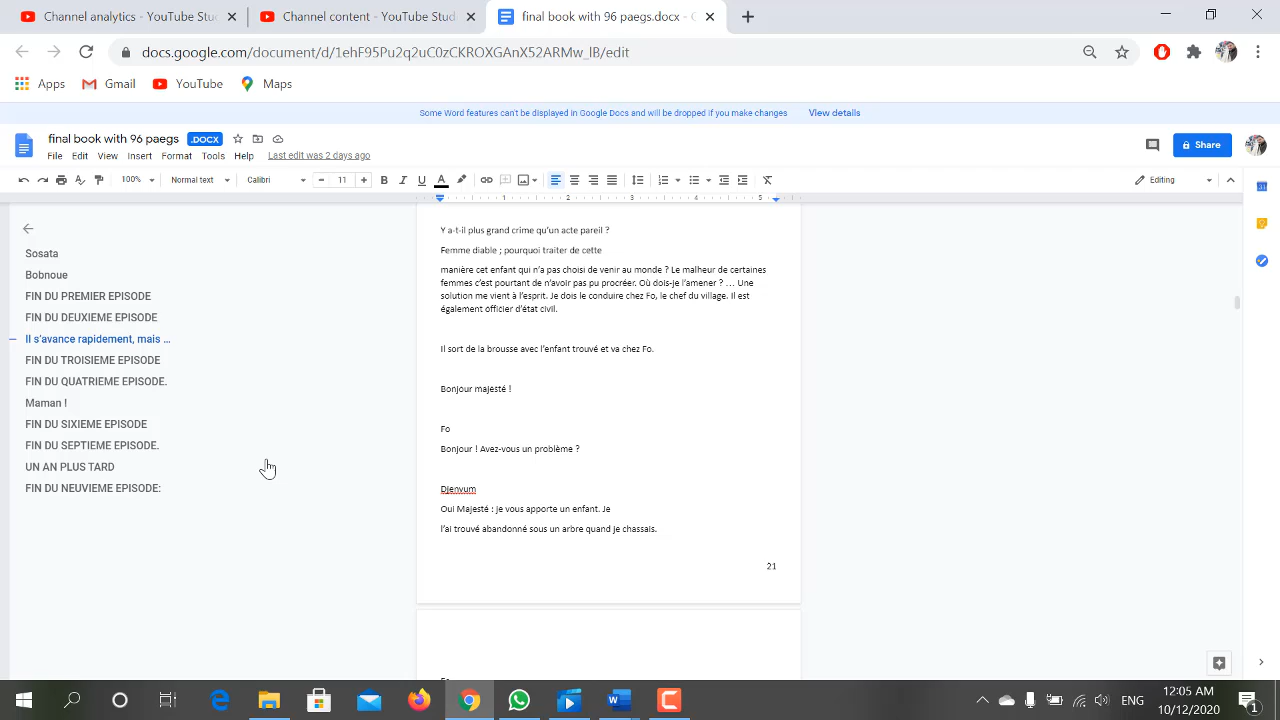 Channel analytics - YouTube Stu
Channel content - YouTube Stud
final book with 96 paegs.docx - G
docs.google.com/document/d/1ehF95Pu2q2uC0zCKROXGAnX52ARMw_lB/edit
Apps
Gmail
YouTube
Maps
Some Word features can't be displayed in Google Docs and will be dropped if you make changes
View details
final book with 96 paegs
.DOCX
File Edit View Insert Format Tools Help
Last edit was 2 days ago
Share
100%
Normal text
Calibri
11
Editing
1 2 3 4 5
Sosata
Bobnoue
FIN DU PREMIER EPISODE
FIN DU DEUXIEME EPISODE
Il s'avance rapidement, mais ...
FIN DU TROISIEME EPISODE
FIN DU QUATRIEME EPISODE.
Maman !
FIN DU SIXIEME EPISODE
FIN DU SEPTIEME EPISODE.
UN AN PLUS TARD
FIN DU NEUVIEME EPISODE:
Y a-t-il plus grand crime qu'un acte pareil ?
Femme diable ; pourquoi traiter de cette
manière cet enfant qui n'a pas choisi de venir au monde ? Le malheur de certaines
femmes c'est pourtant de n'avoir pas pu procréer. Où dois-je l'amener ? … Une
solution me vient à l'esprit. Je dois le conduire chez Fo, le chef du village. Il est
également officier d'état civil.
Il sort de la brousse avec l'enfant trouvé et va chez Fo.
Bonjour majesté !
Fo
Bonjour ! Avez-vous un problème ?
Djenvum
Oui Majesté : je vous apporte un enfant. Je
l'ai trouvé abandonné sous un arbre quand je chassais.
21
ENG
12:05 AM
10/12/2020